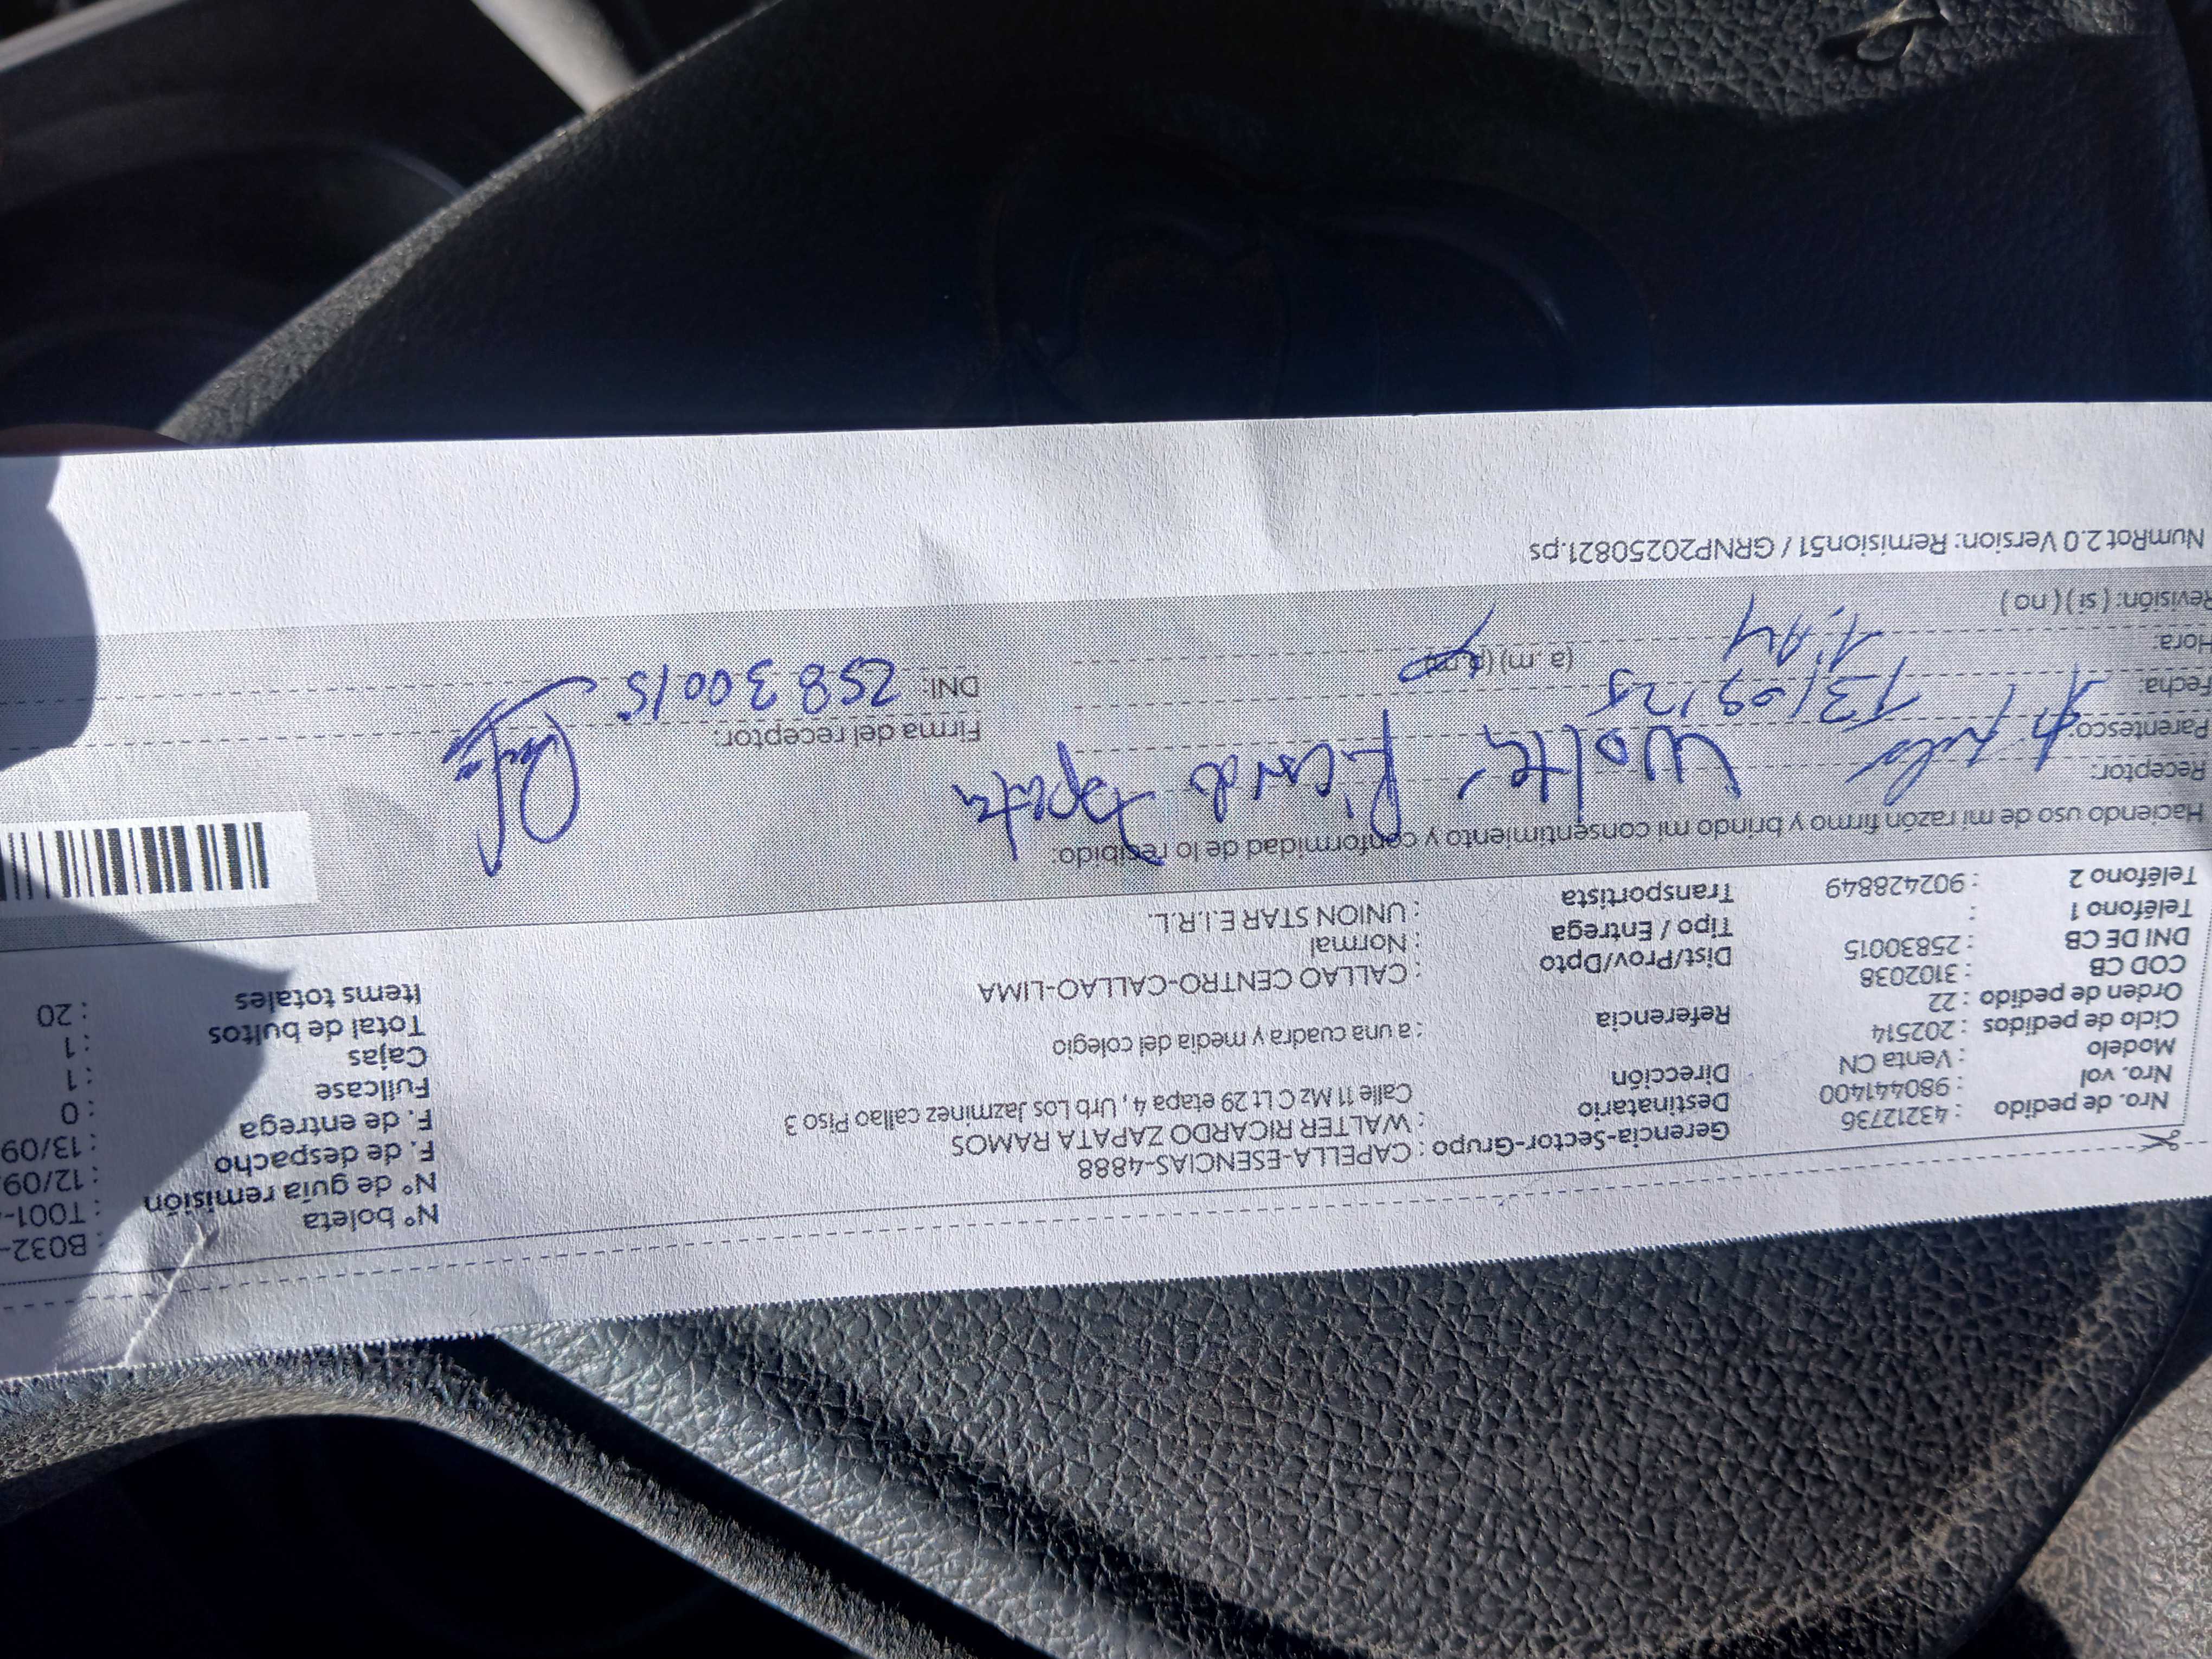 Nº boleta : B032-
Nº de guía remisión : T001-
F. de despacho : 12/09
F. de entrega : 13/09
Fullcase : 0
Cajas : 1
Total de bultos : 1
Items totales : 20
Gerencia-Sector-Grupo : CAPELLA-ESENCIAS-4888
Destinatario : WALTER RICARDO ZAPATA RAMOS
Dirección Calle 11 Mz C Lt 29 etapa 4, Urb Los Jazminez callao Piso 3
Referencia : a una cuadra y media del colegio
Dist/Prov/Dpto : CALLAO CENTRO-CALLAO-LIMA
Tipo / Entrega : Normal
Transportista : UNION STAR E.I.R.L.
Nro. de pedido : 43212736
Nro. vol : 980441400
Modelo : Venta CN
Ciclo de pedidos : 202514
Orden de pedido : 22
COD CB : 3102038
DNI DE CB : 25830015
Teléfono 1 :
Teléfono 2 : 902428849
Haciendo uso de mi razón firmo y brindo mi consentimiento y conformidad de lo recibido:
Receptor: Walter Ricardo Zapata
Parentesco:
Fecha: 13/09/25
Hora: (a.m) (p.m)
Revisión: ( si ) ( no )
Firma del receptor:
DNI: 25830015
NumRot 2.0 Version: Remision51 / GRNP20250821.ps